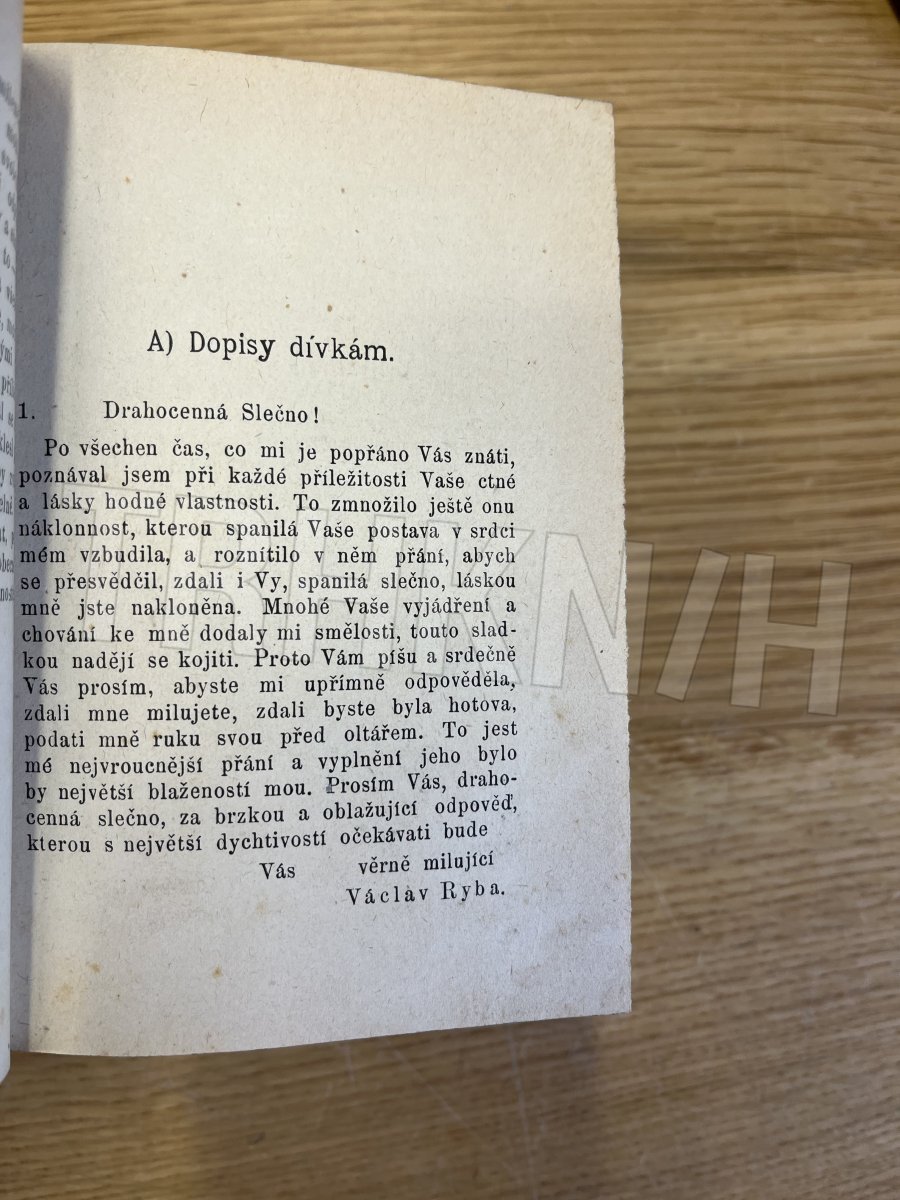 A) Dopisy dívkám.
1. Drahocenná Slečno!
Po všechen čas, co mi je popřáno Vás znáti,
poznával jsem při každé příležitosti Vaše ctné
a lásky hodné vlastnosti. To zmnožilo ještě onu
náklonnost, kterou spanilá Vaše postava v srdci
mém vzbudila, a roznítilo v něm přání, abych
se přesvědčil, zdali i Vy, spanilá slečno, láskou
mně jste nakloněna. Mnohé Vaše vyjádření a
chování ke mně dodaly mi smělosti, touto slad-
kou nadějí se kojiti. Proto Vám píšu a srdečně
Vás prosím, abyste mi upřímně odpověděla,
zdali mne milujete, zdali byste byla hotova,
podati mně ruku svou před oltářem. To jest
mé nejvroucnější přání a vyplnění jeho bylo
by největší blažeností mou. Prosím Vás, draho-
cenná slečno, za brzkou a oblažující odpověď,
kterou s největší dychtivostí očekávati bude
Vás věrně milující
Václav Ryba.